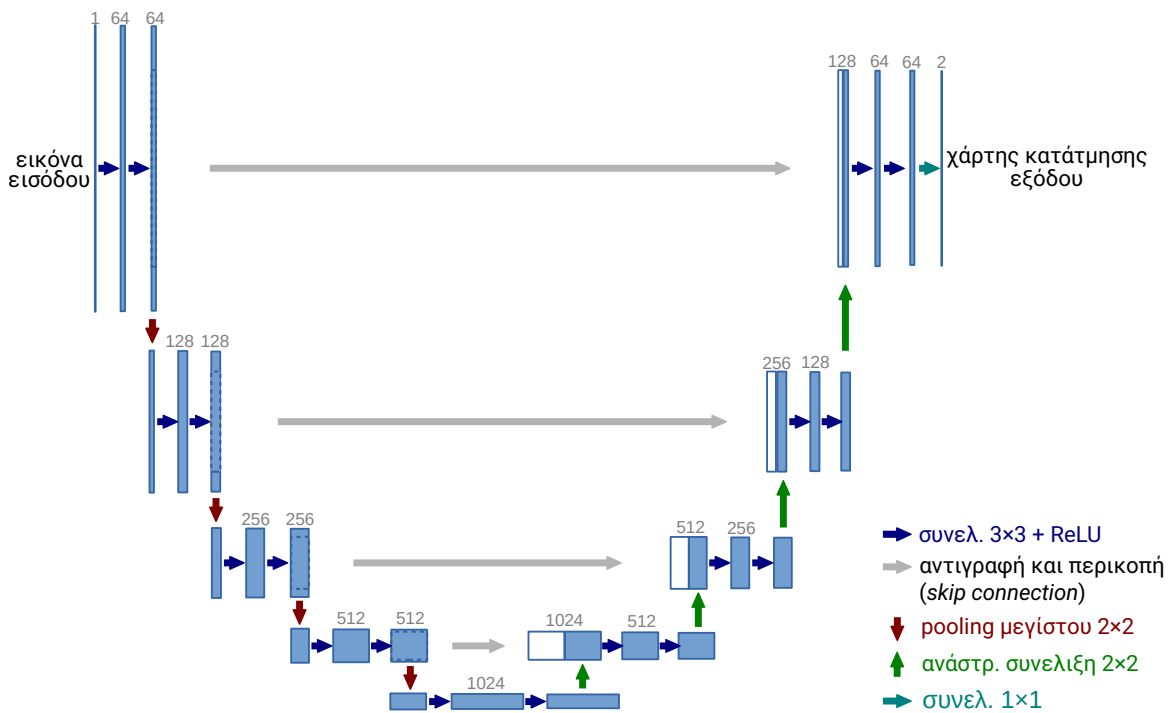 1 64 64
128 64 64 2
εικόνα
εισόδου
χάρτης κατάτμησης
εξόδου
128 128
256 128
256 256
512 256
512 512
1024 512
1024
συνελ. 3×3 + ReLU
αντιγραφή και περικοπή
(skip connection)
pooling μεγίστου 2×2
ανάστρ. συνελιξη 2×2
συνελ. 1×1